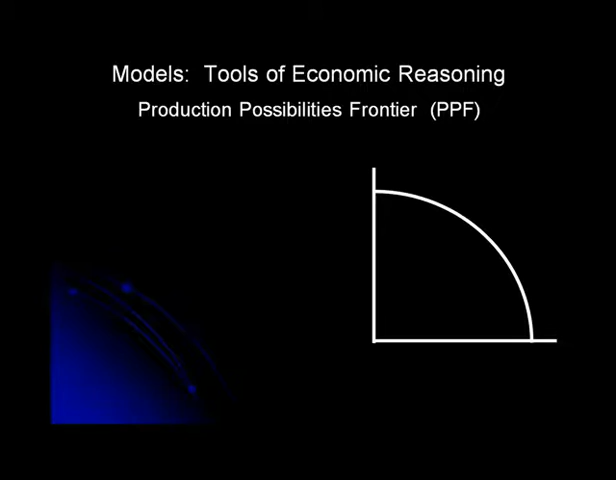 Models: Tools of Economic Reasoning
Production Possibilities Frontier (PPF)